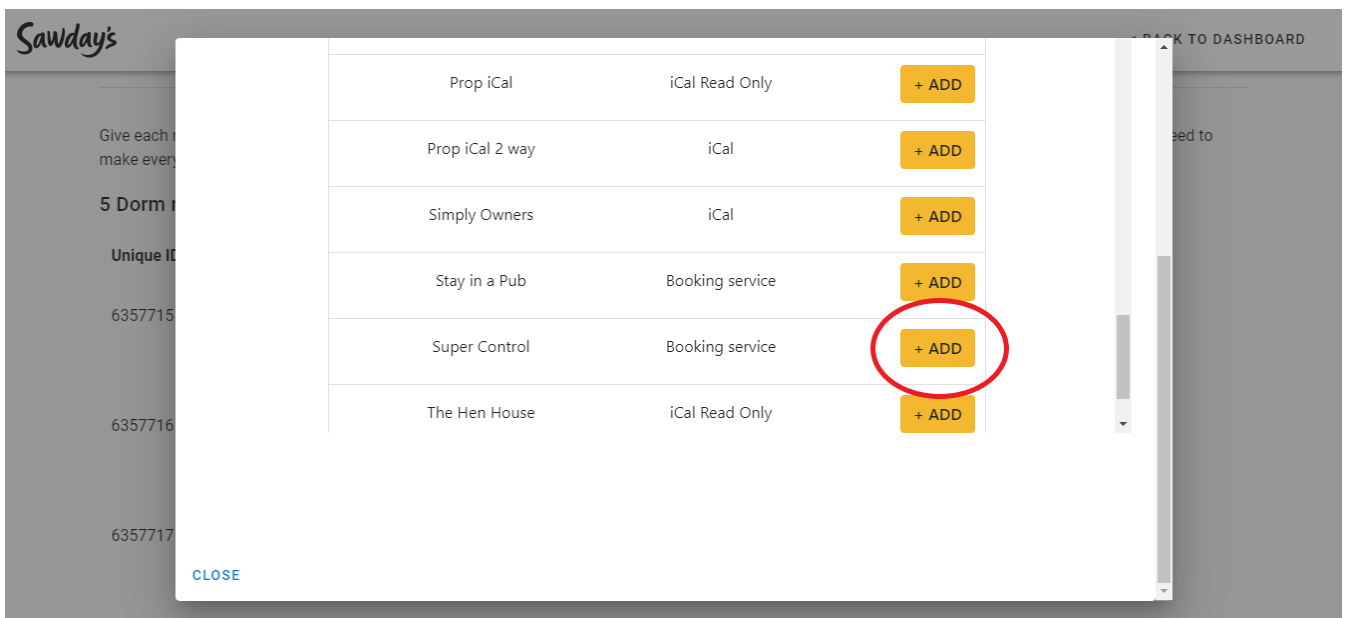 Sawday's
BACK TO DASHBOARD
Prop iCal iCal Read Only + ADD
Give each
make every
eed to
Prop iCal 2 way iCal + ADD
5 Dorm
Simply Owners iCal + ADD
Unique ID
Stay in a Pub Booking service + ADD
6357715
Super Control Booking service + ADD
The Hen House iCal Read Only + ADD
6357716
6357717
CLOSE